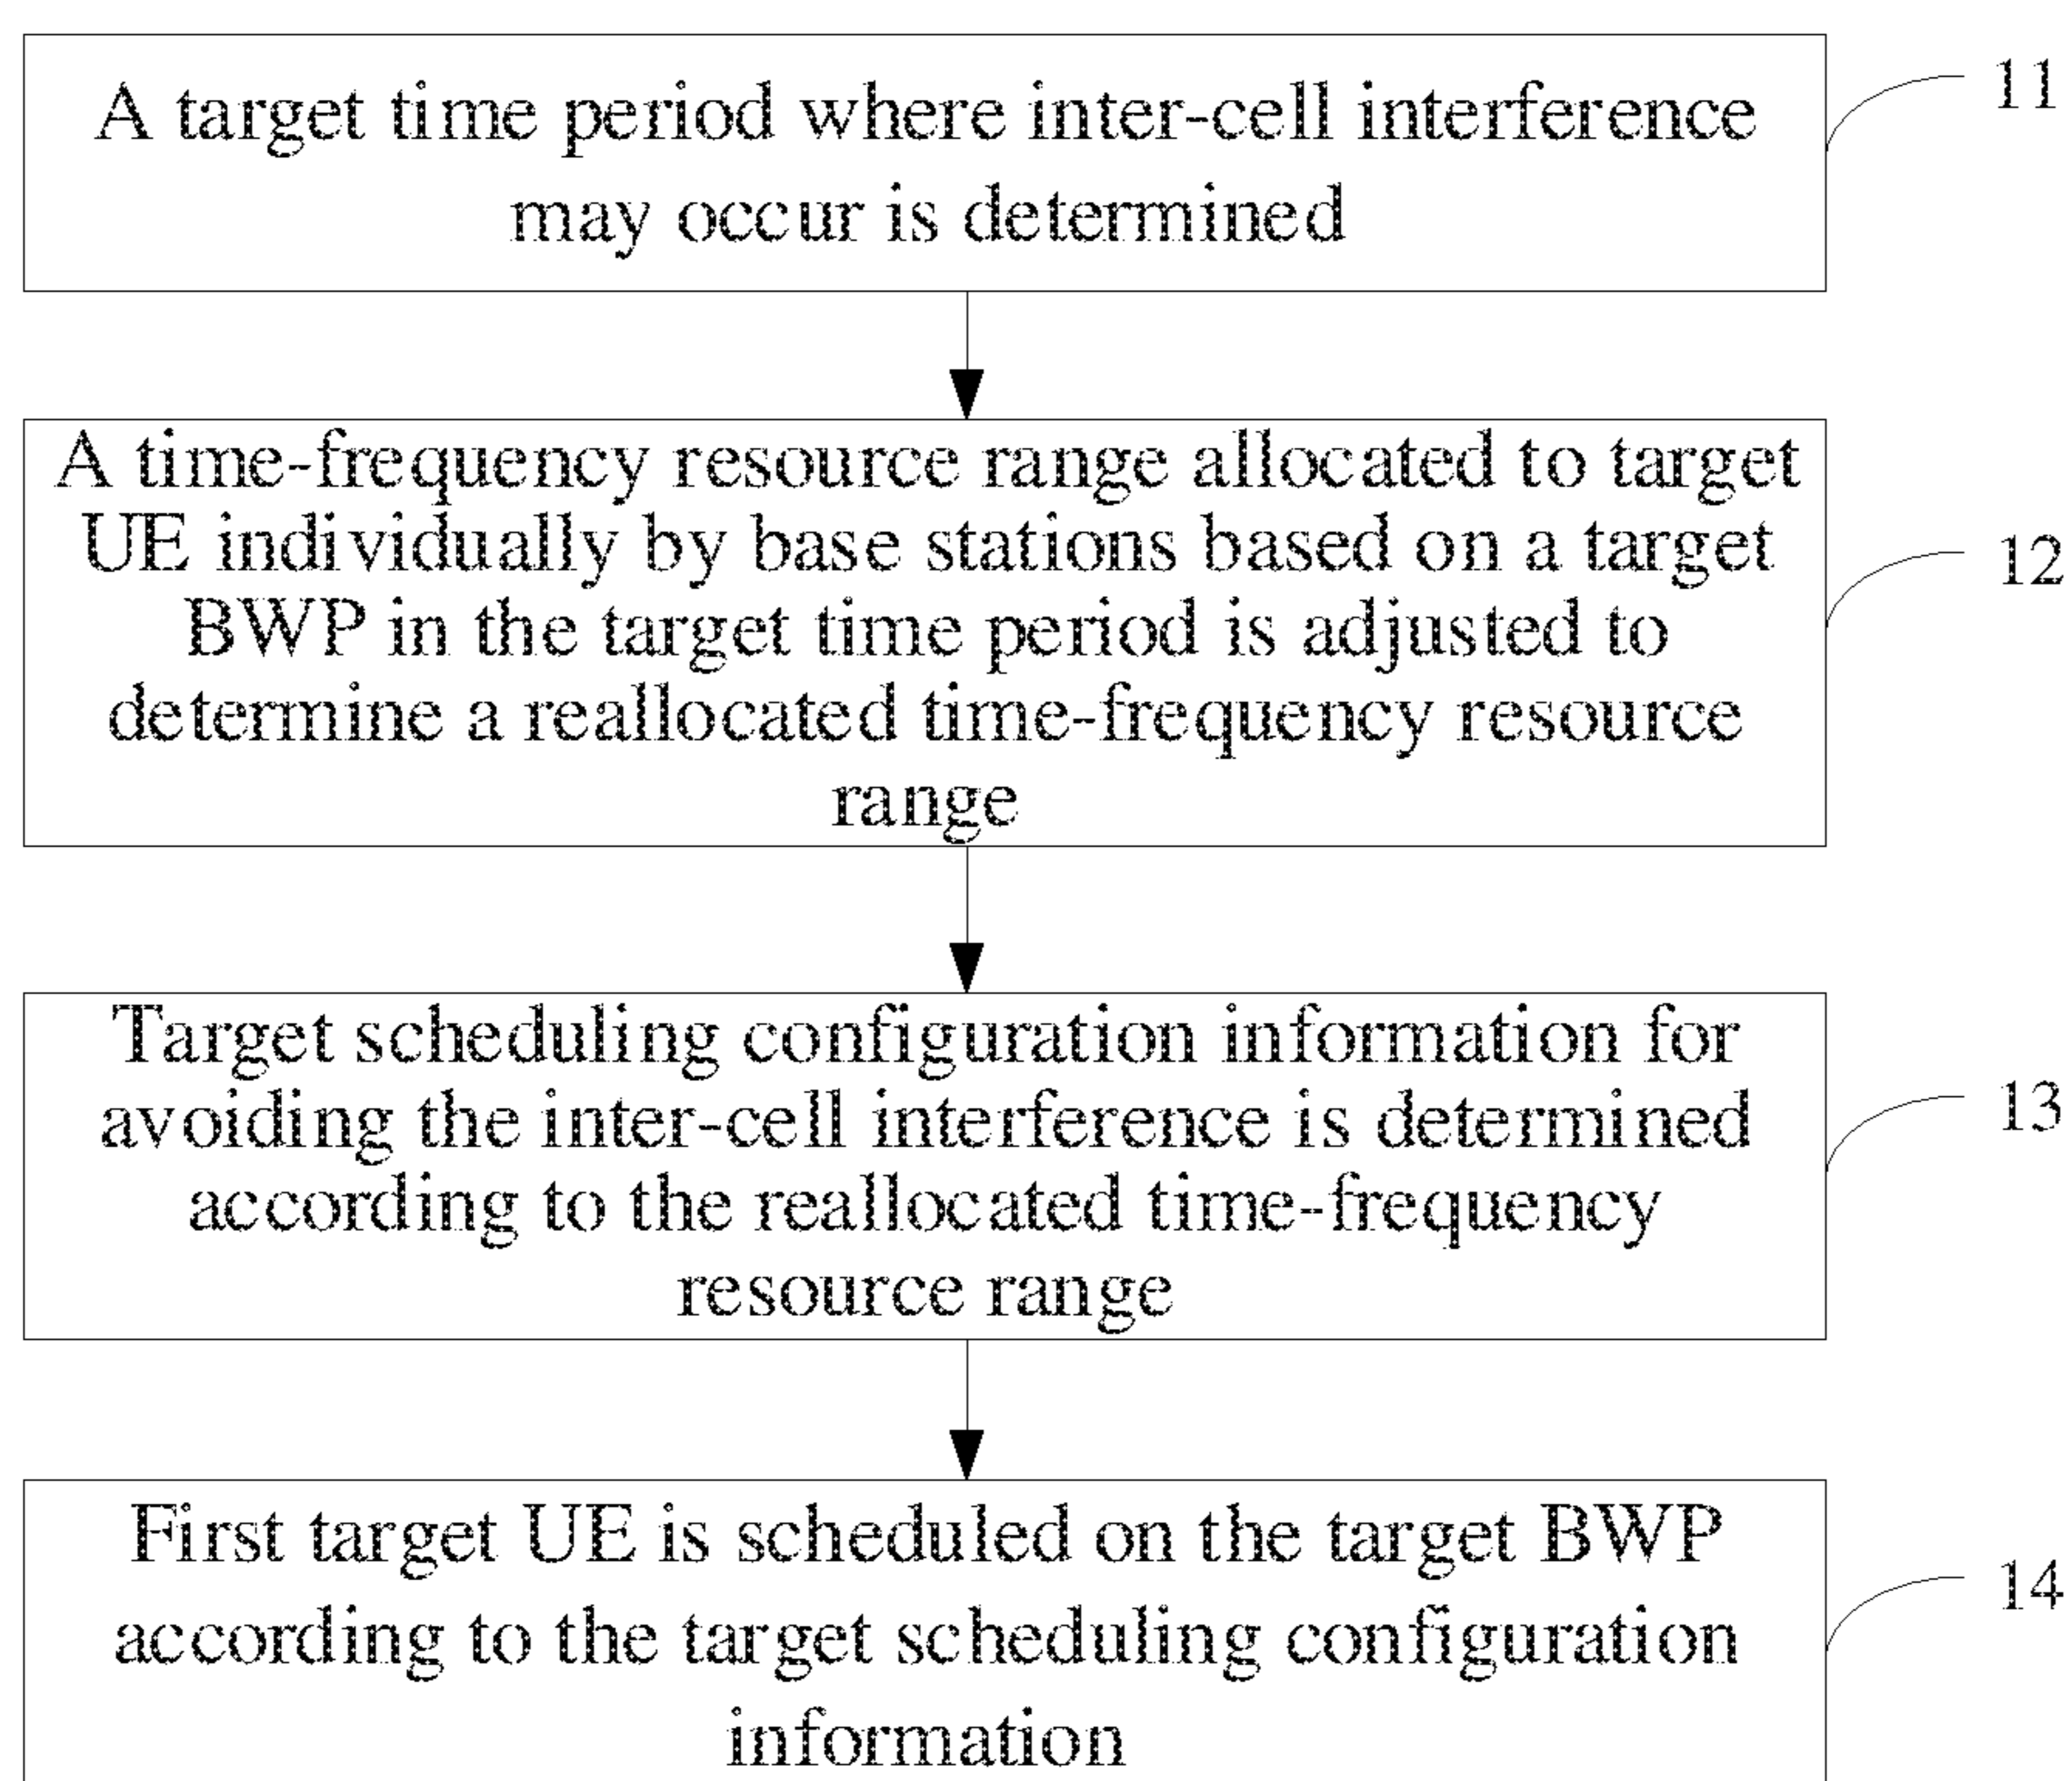 A target time period where inter-cell interference
may occur is determined
11
A time-frequency resource range allocated to target
UE individually by base stations based on a target
BWP in the target time period is adjusted to
determine a reallocated time-frequency resource
range
12
Target scheduling configuration information for
avoiding the inter-cell interference is determined
according to the reallocated time-frequency
resource range
13
First target UE is scheduled on the target BWP
according to the target scheduling configuration
information
14